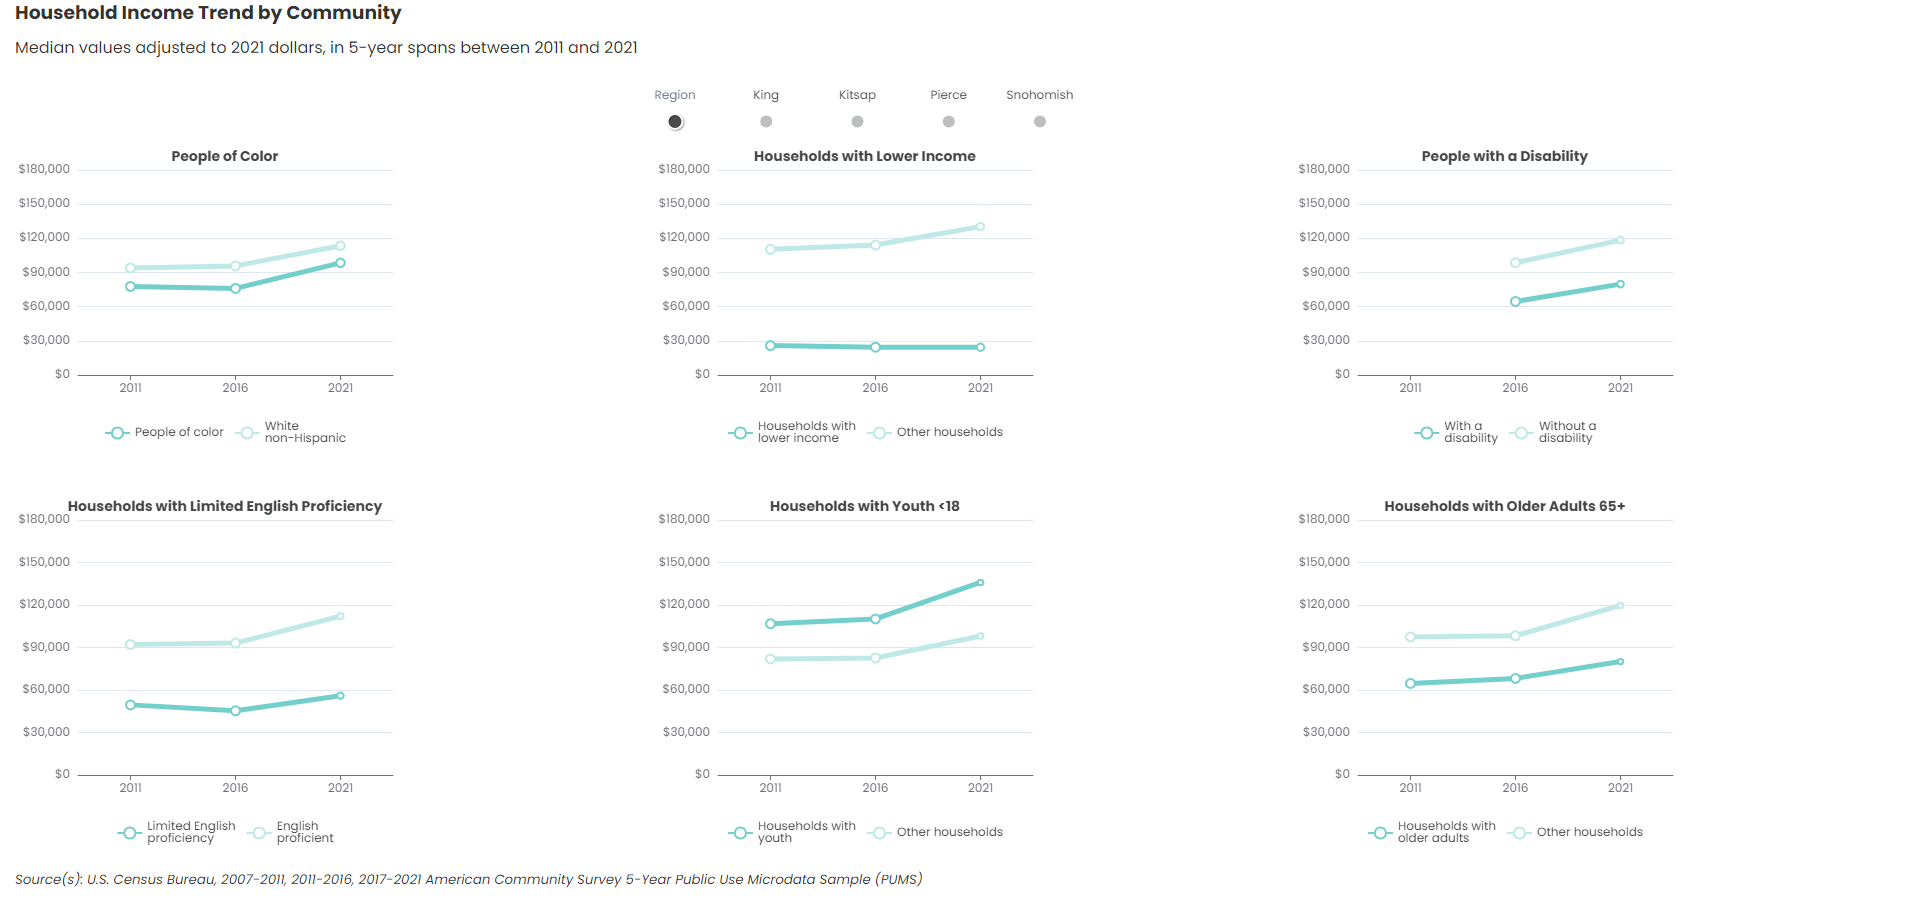 Household Income Trend by Community
Median values adjusted to 2021 dollars, in 5-year spans between 2011 and 2021
Region King Kitsap Pierce Snohomish
People of Color
$180,000
$150,000
$120,000
$90,000
$60,000
$30,000
$0
2011 2016 2021
People of color
White
non-Hispanic
Households with Lower Income
$180,000
$150,000
$120,000
$90,000
$60,000
$30,000
$0
2011 2016 2021
Households with
lower income
Other households
People with a Disability
$180,000
$150,000
$120,000
$90,000
$60,000
$30,000
$0
2011 2016 2021
With a
disability
Without a
disability
Households with Limited English Proficiency
$180,000
$150,000
$120,000
$90,000
$60,000
$30,000
$0
2011 2016 2021
Limited English
proficiency
English
proficient
Households with Youth <18
$180,000
$150,000
$120,000
$90,000
$60,000
$30,000
$0
2011 2016 2021
Households with
youth
Other households
Households with Older Adults 65+
$180,000
$150,000
$120,000
$90,000
$60,000
$30,000
$0
2011 2016 2021
Households with
older adults
Other households
Source(s): U.S. Census Bureau, 2007-2011, 2011-2016, 2017-2021 American Community Survey 5-Year Public Use Microdata Sample (PUMS)